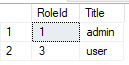 RoleId Title
1 1 admin
2 3 user